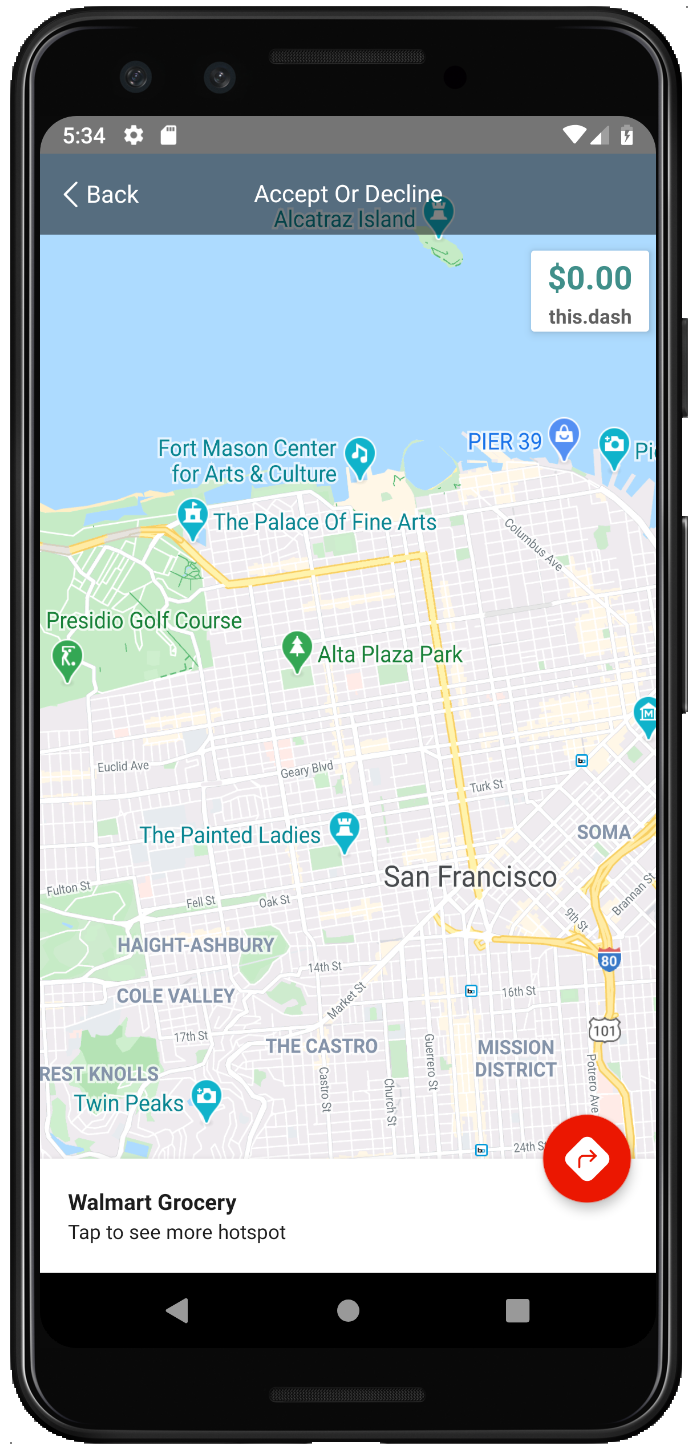 5:34
Back
Accept Or Decline
Alcatraz Island
$0.00
this.dash
Fort Mason Center
for Arts & Culture
PIER 39
The Palace Of Fine Arts
Columbus Ave
Presidio Golf Course
Alta Plaza Park
Euclid Ave
Geary Blvd
Turk St
The Painted Ladies
SOMA
San Francisco
Fulton St
Fell St
Oak St
Brannan St
9th St
HAIGHT-ASHBURY
14th St
80
COLE VALLEY
Market St
16th St
17th St
101
THE CASTRO
Guerrero St
MISSION
DISTRICT
REST KNOLLS
Twin Peaks
Castro St
Church St
Potrero Ave
24th St
Walmart Grocery
Tap to see more hotspot